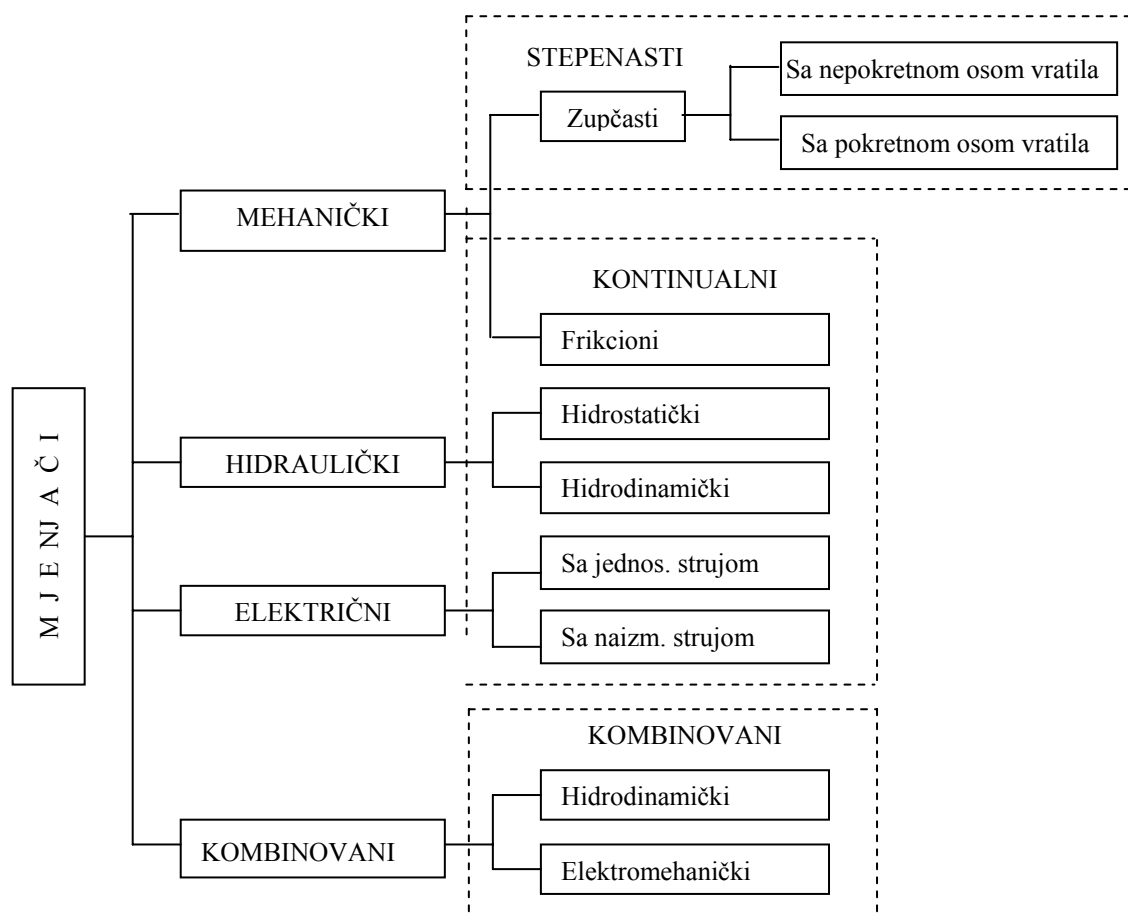 STEPENASTI
Sa nepokretnom osom vratila
Zupčasti
Sa pokretnom osom vratila
MEHANIČKI
KONTINUALNI
Frikcioni
Hidrostatički
HIDRAULIČKI
Hidrodinamički
M J E NJ A Č I
Sa jednos. strujom
ELEKTRIČNI
Sa naizm. strujom
KOMBINOVANI
Hidrodinamički
KOMBINOVANI
Elektromehanički